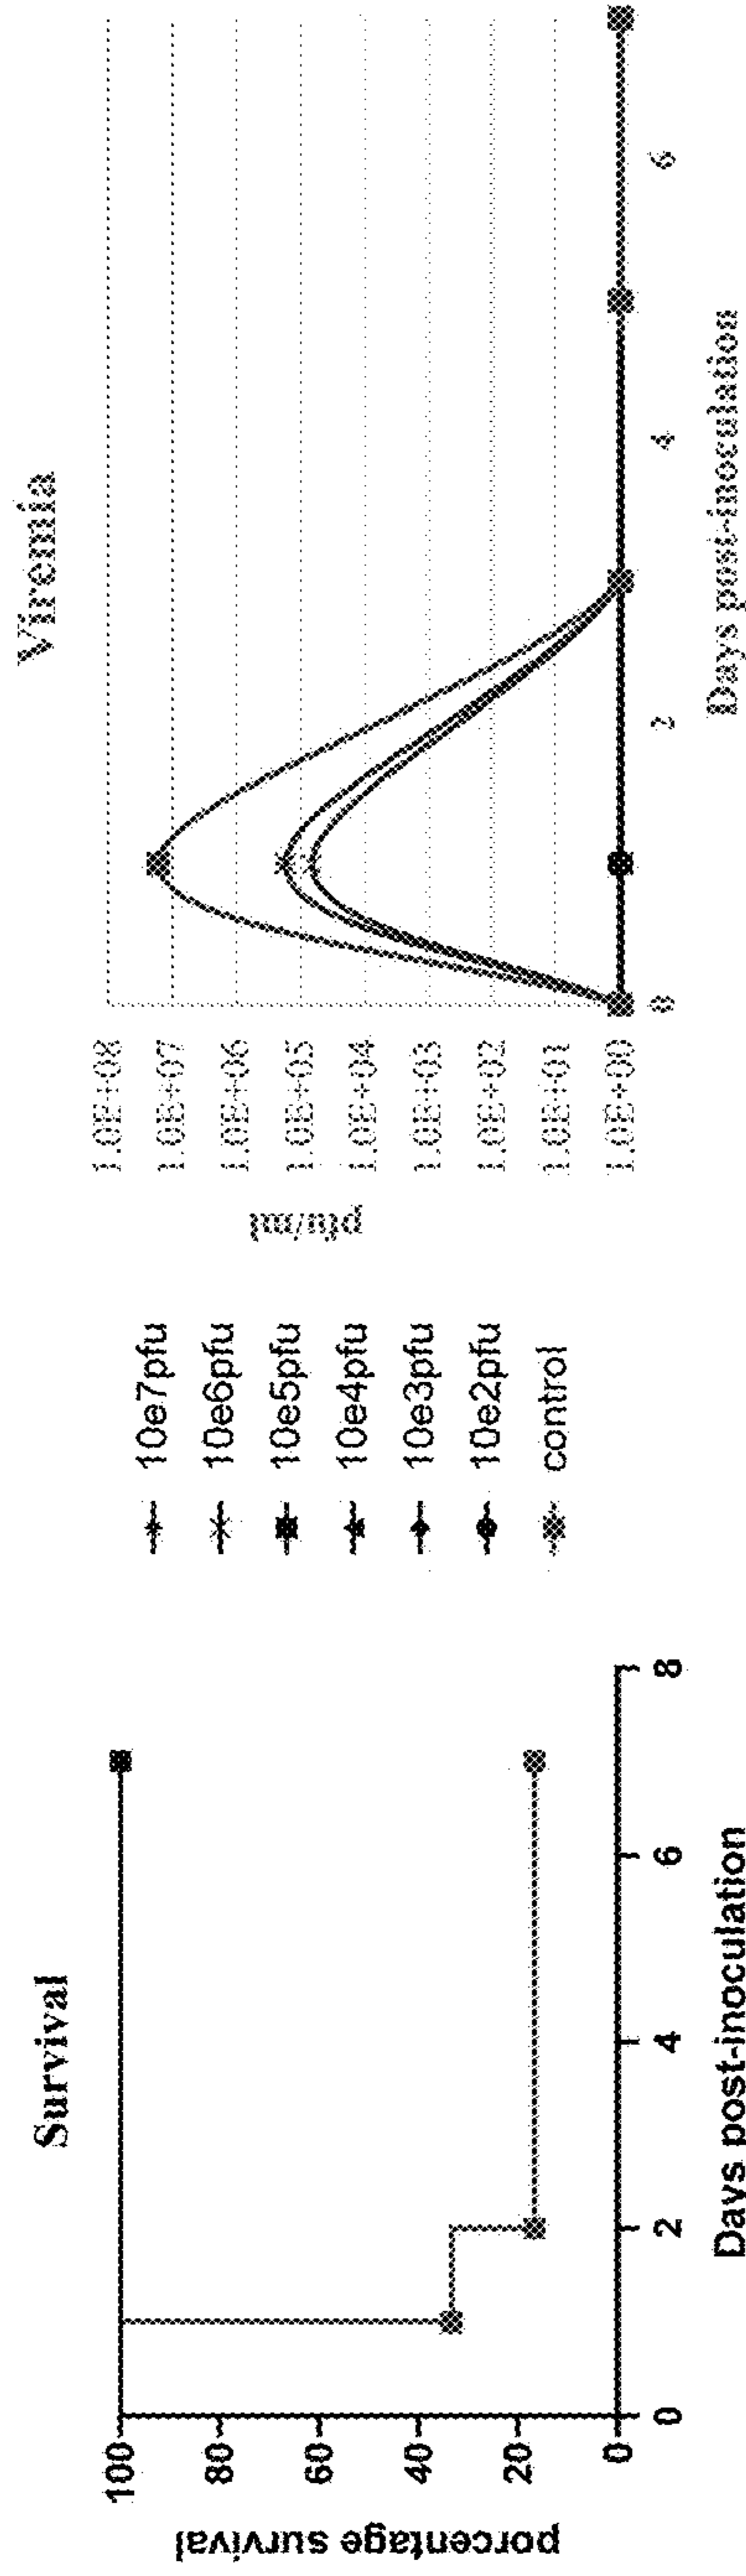 Survival
porcentage survival
100
80
60
40
20
0
0 2 4 6 8
Days post-inoculation
10e7pfu
10e6pfu
10e5pfu
10e4pfu
10e3pfu
10e2pfu
control
Viremia
pfu/ml
1.0E+08
1.0E+07
1.0E+06
1.0E+05
1.0E+04
1.0E+03
1.0E+02
1.0E+01
1.0E+00
0 2 4 6
Days post-inoculation